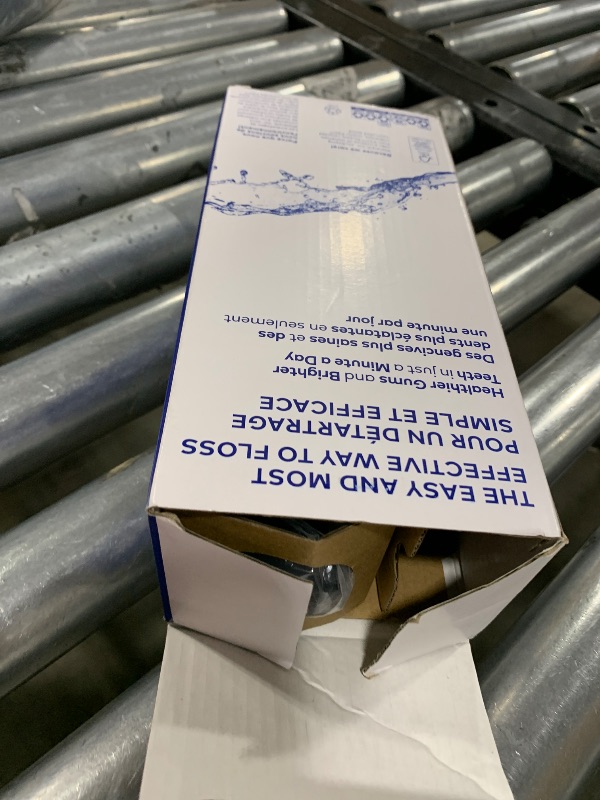 THE EASY AND MOST
EFFECTIVE WAY TO FLOSS
POUR UN DÉTARTRAGE
SIMPLE ET EFFICACE
Healthier Gums and Brighter
Teeth in just a Minute a Day
Des gencives plus saines et des
dents plus éclatantes en seulement
une minute par jour